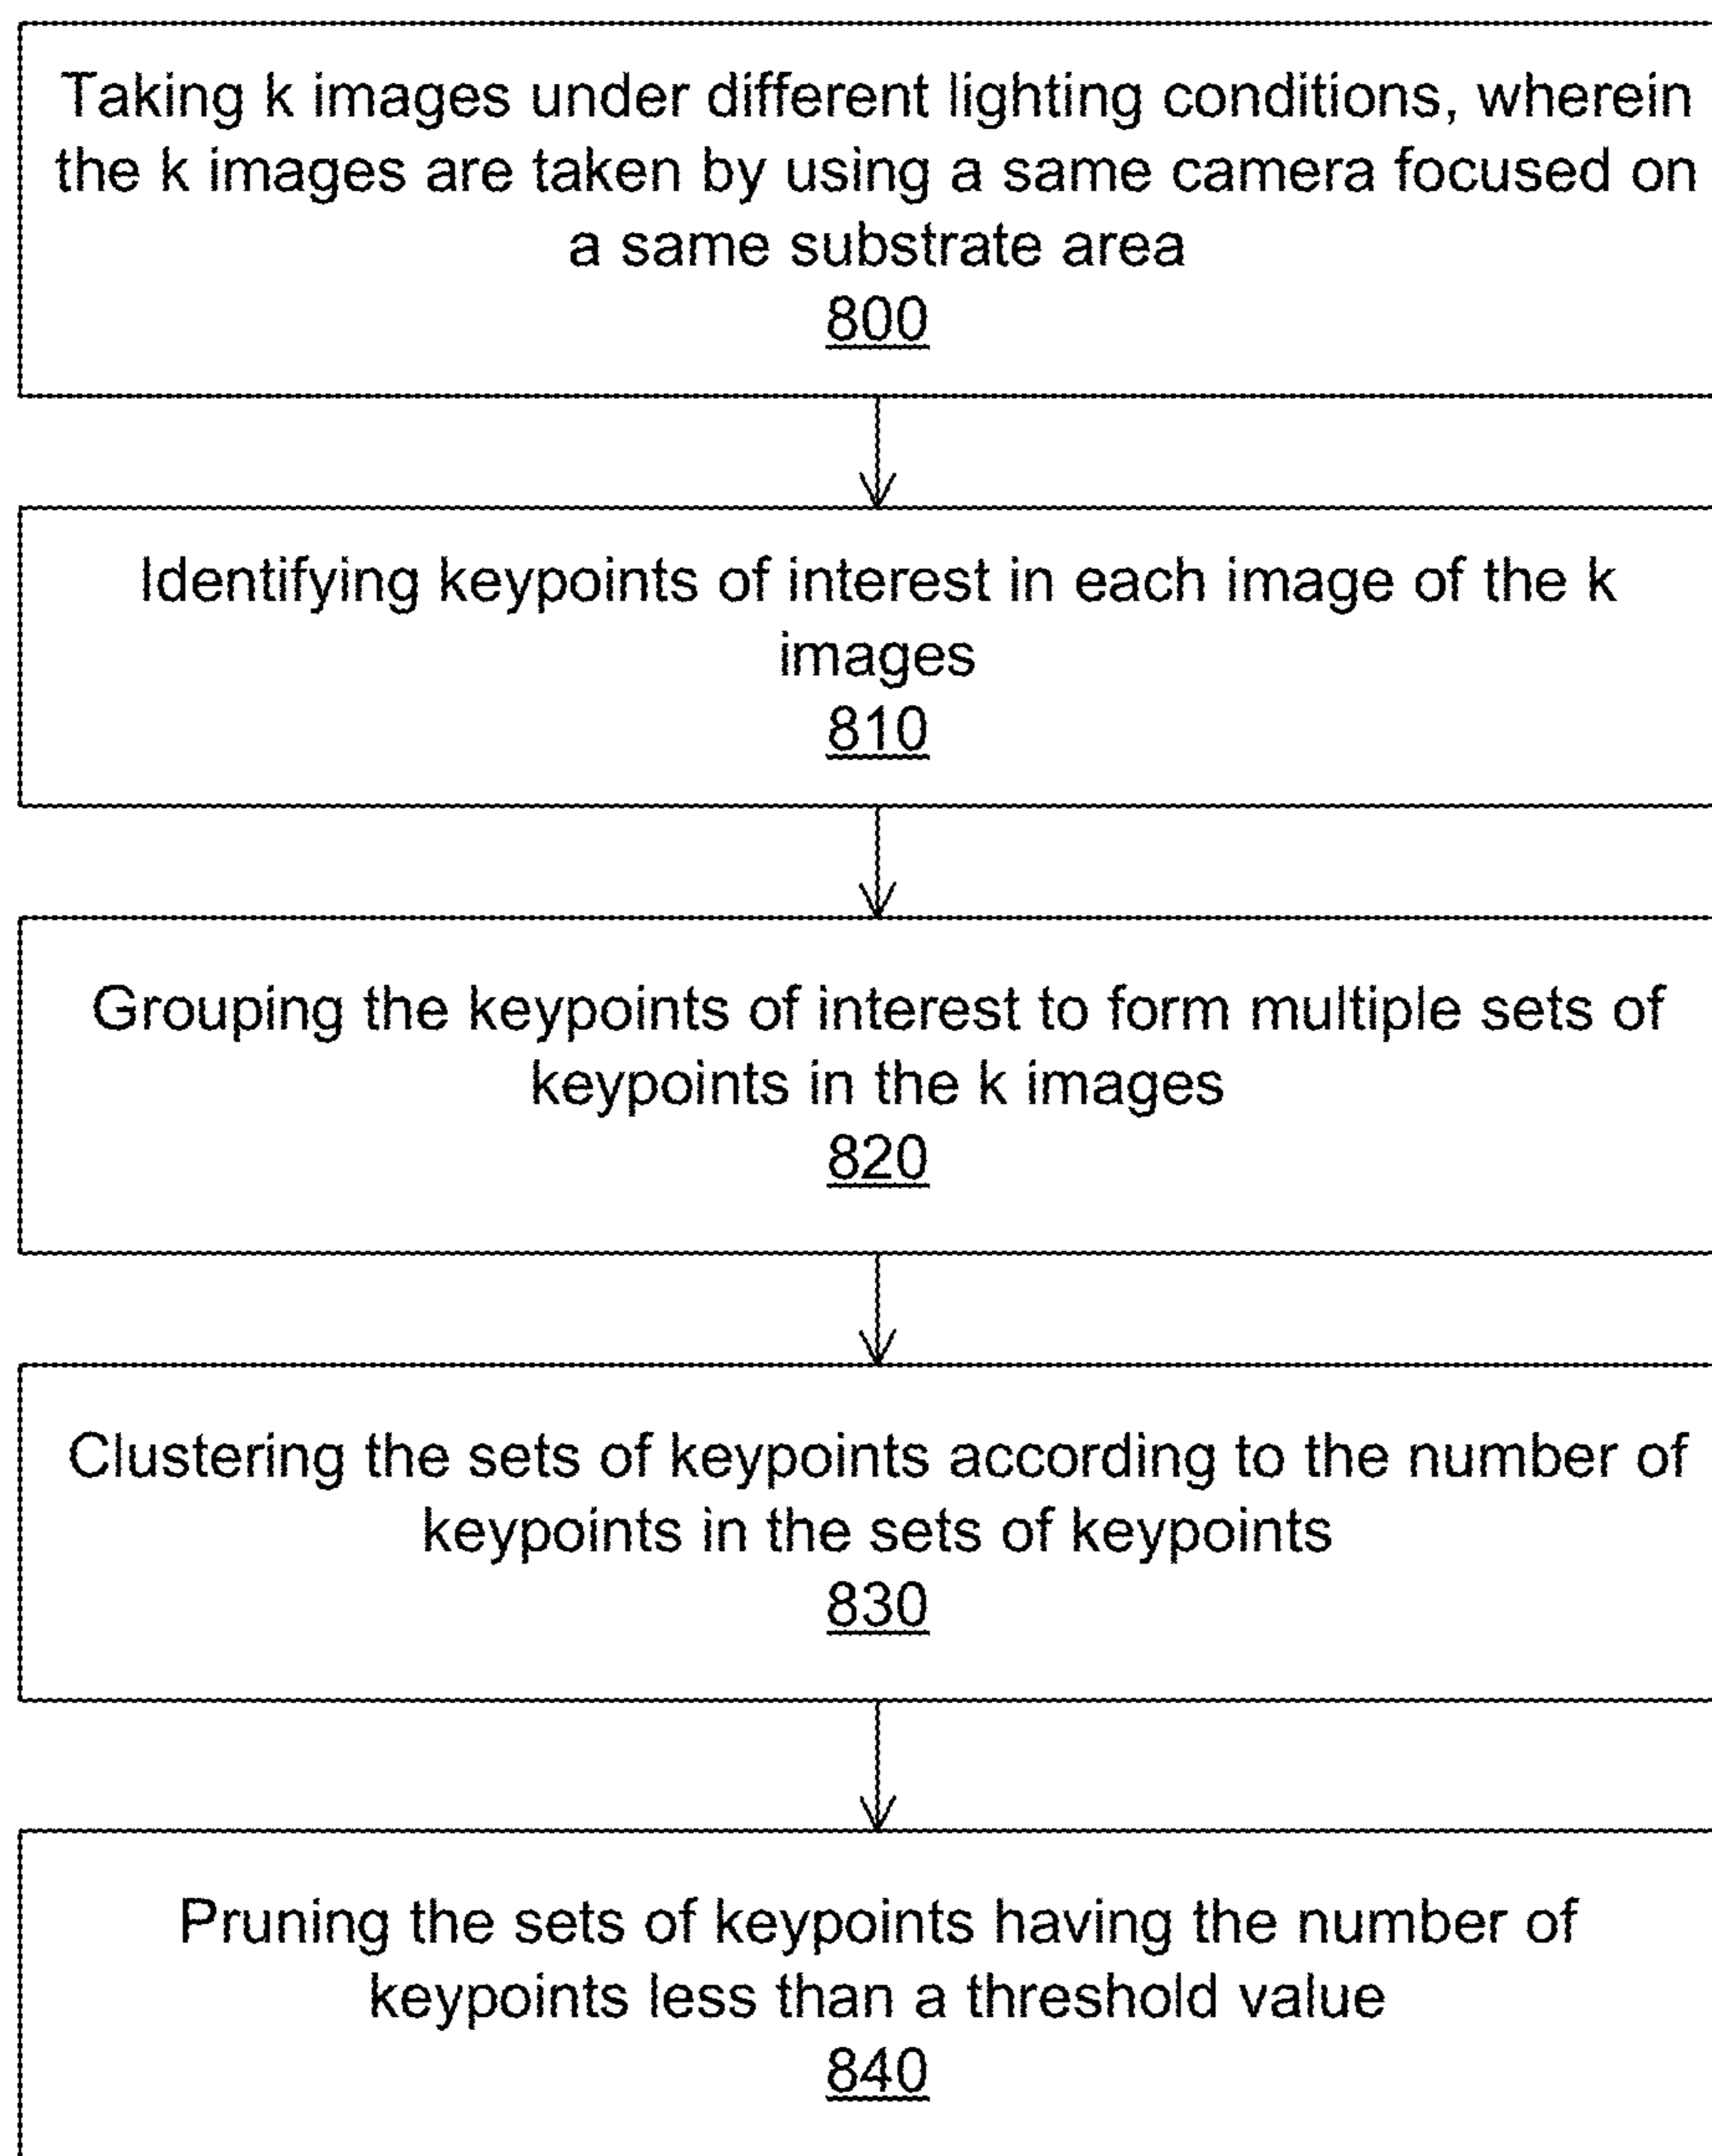 Taking k images under different lighting conditions, wherein
the k images are taken by using a same camera focused on
a same substrate area
800
Identifying keypoints of interest in each image of the k
images
810
Grouping the keypoints of interest to form multiple sets of
keypoints in the k images
820
Clustering the sets of keypoints according to the number of
keypoints in the sets of keypoints
830
Pruning the sets of keypoints having the number of
keypoints less than a threshold value
840